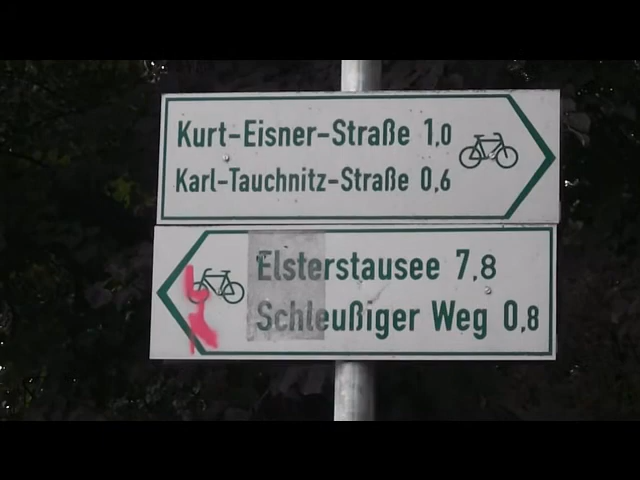 Kurt-Eisner-Straße 1,0
Karl-Tauchnitz-Straße 0,6
Elsterstausee 7,8
Schleußiger Weg 0,8